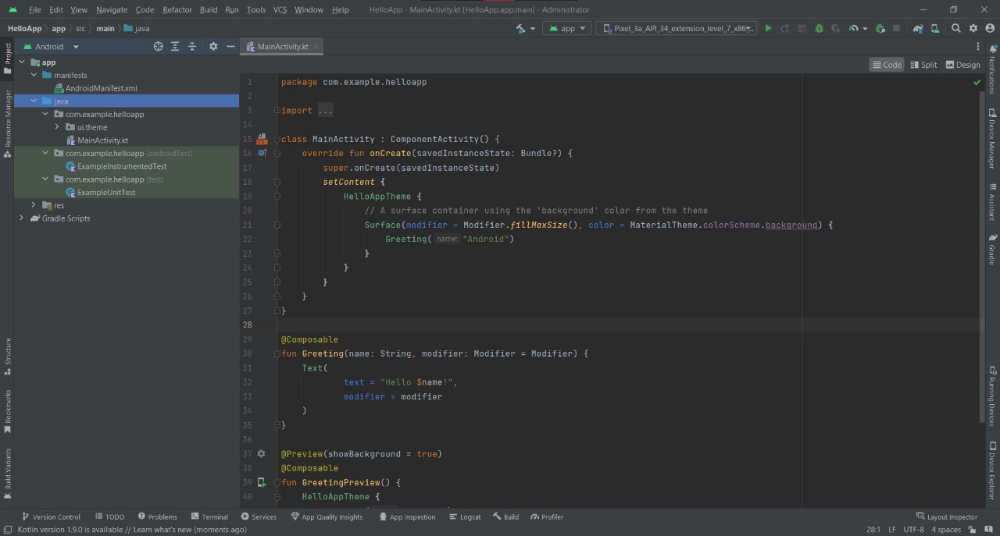 File Edit View Navigate Code Refactor Build Run Tools VCS Window Help HelloApp - MainActivity.kt [HelloApp.app.main] - Administrator
HelloApp app src main java app Pixel_3a_API_34_extension_level_7_x86
Android MainActivity.kt
Code Split Design
Project
Resource Manager
Structure
Bookmarks
Build Variants
app
manifests
AndroidManifest.xml
java
com.example.helloapp
ui.theme
MainActivity.kt
com.example.helloapp (androidTest)
ExampleInstrumentedTest
com.example.helloapp (test)
ExampleUnitTest
res
Gradle Scripts
1 package com.example.helloapp
2
3 import ...
14
15 class MainActivity : ComponentActivity() {
16 override fun onCreate(savedInstanceState: Bundle?) {
17 super.onCreate(savedInstanceState)
18 setContent {
19 HelloAppTheme {
20 // A surface container using the 'background' color from the theme
21 Surface(modifier = Modifier.fillMaxSize(), color = MaterialTheme.colorScheme.background) {
22 Greeting( name: "Android")
23 }
24 }
25 }
26 }
27 }
28
29 @Composable
30 fun Greeting(name: String, modifier: Modifier = Modifier) {
31 Text(
32 text = "Hello $name!",
33 modifier = modifier
34 )
35 }
36
37 @Preview(showBackground = true)
38 @Composable
39 fun GreetingPreview() {
40 HelloAppTheme {
Notifications
Device Manager
Assistant
Gradle
Running Devices
Device Explorer
Version Control TODO Problems Terminal Services App Quality Insights App Inspection Logcat Build Profiler Layout Inspector
Kotlin version 1.9.0 is available // Learn what's new (moments ago) 28:1 LF UTF-8 4 spaces